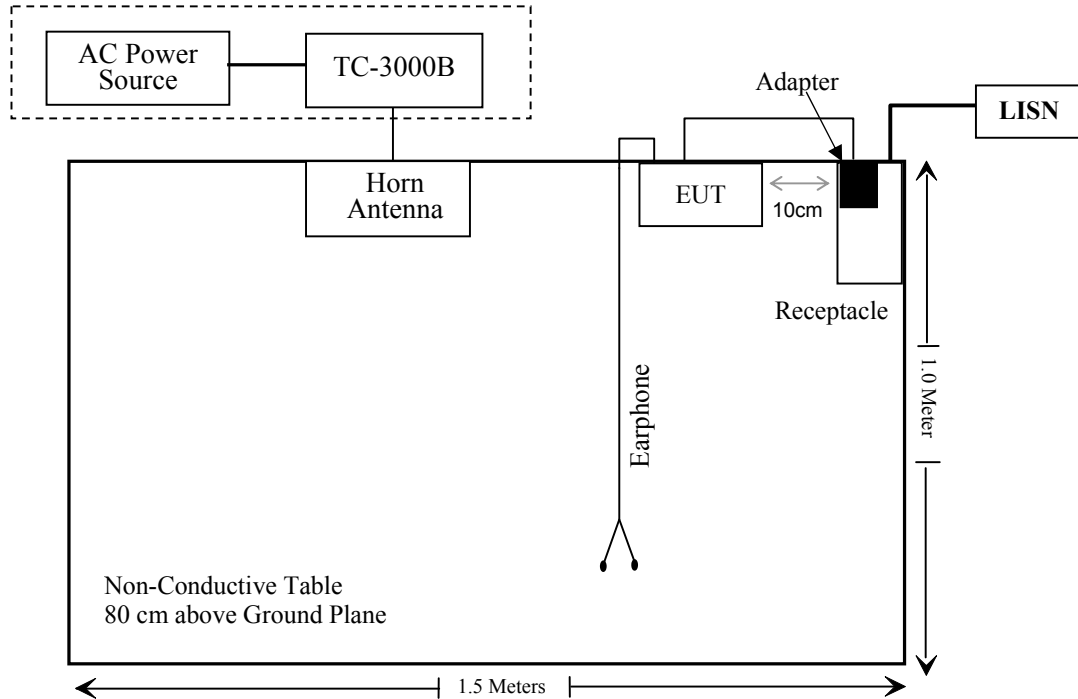 AC Power
Source
TC-3000B
Adapter
LISN
Horn
Antenna
EUT
10cm
Receptacle
Earphone
1.0 Meter
Non-Conductive Table
80 cm above Ground Plane
1.5 Meters